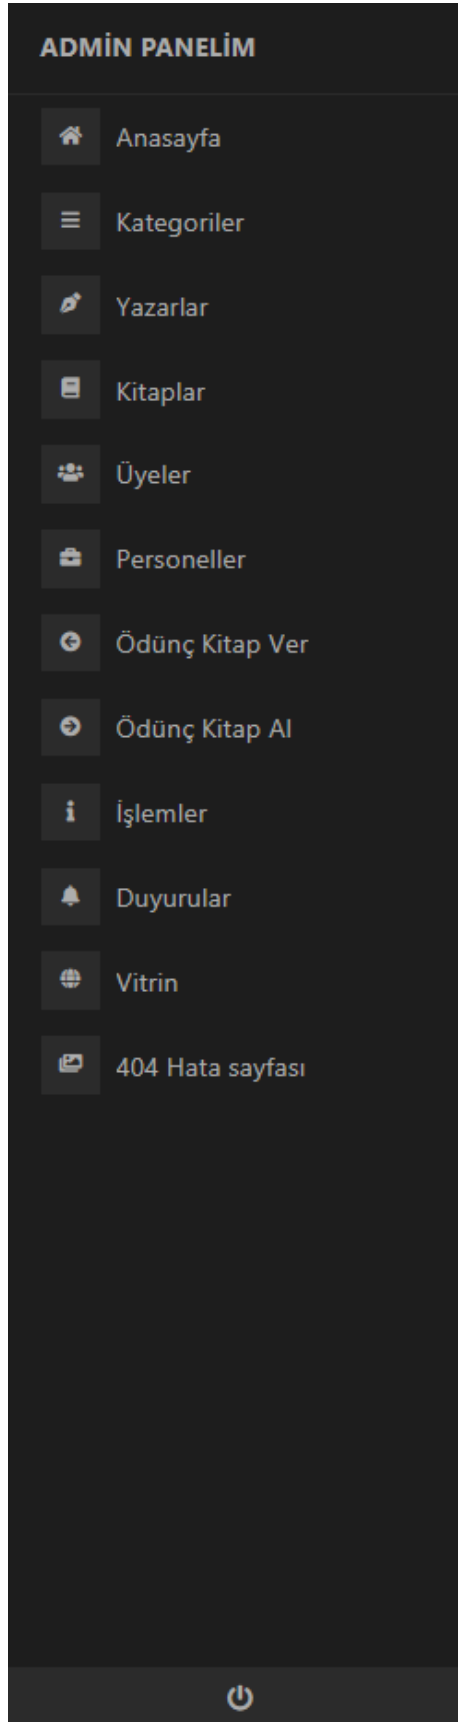 ADMİN PANELİM
Anasayfa
Kategoriler
Yazarlar
Kitaplar
Üyeler
Personeller
Ödünç Kitap Ver
Ödünç Kitap Al
İşlemler
Duyurular
Vitrin
404 Hata sayfası